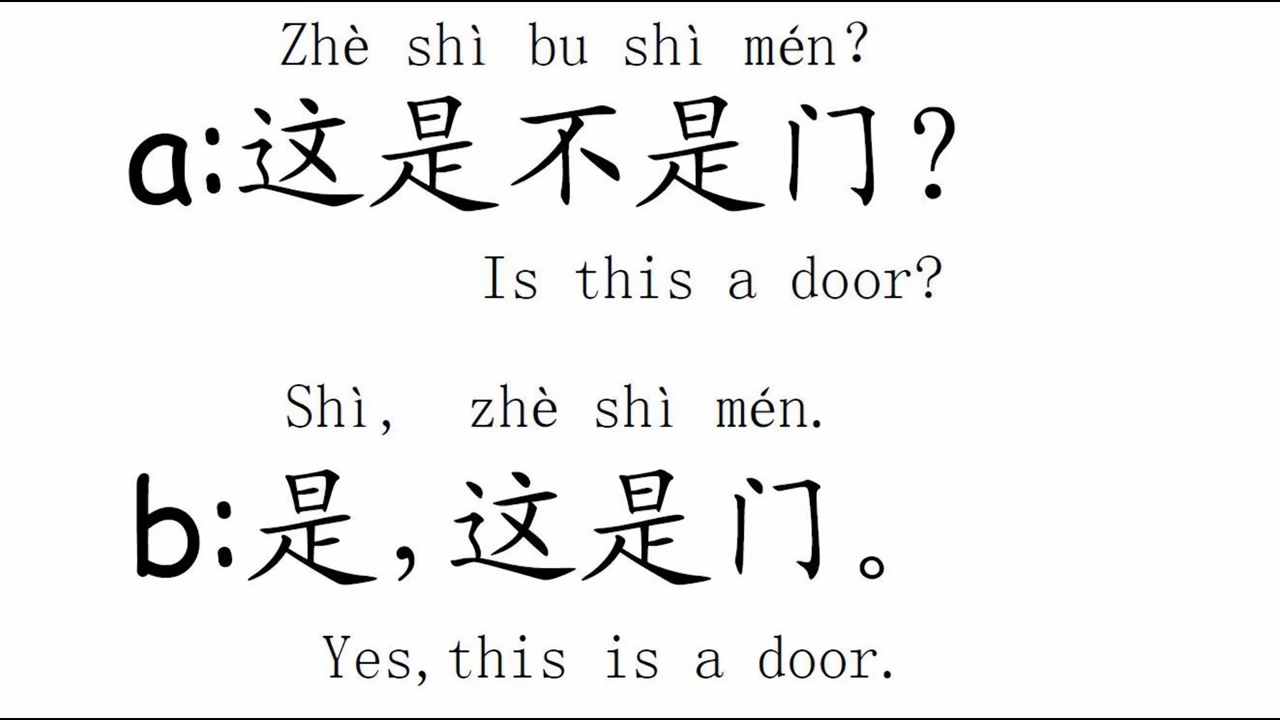 Zhè shì bu shì mén?
a:这是不是门?
Is this a door?
Shì, zhè shì mén.
b:是,这是门。
Yes,this is a door.